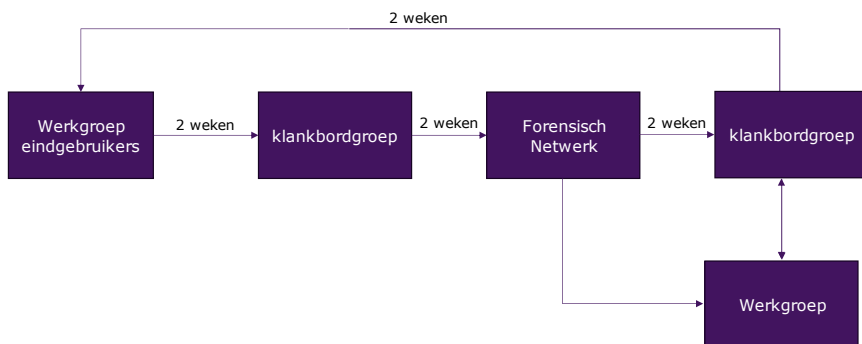 2 weken
Werkgroep
eindgebruikers
2 weken
klankbordgroep
2 weken
Forensisch
Netwerk
2 weken
klankbordgroep
Werkgroep